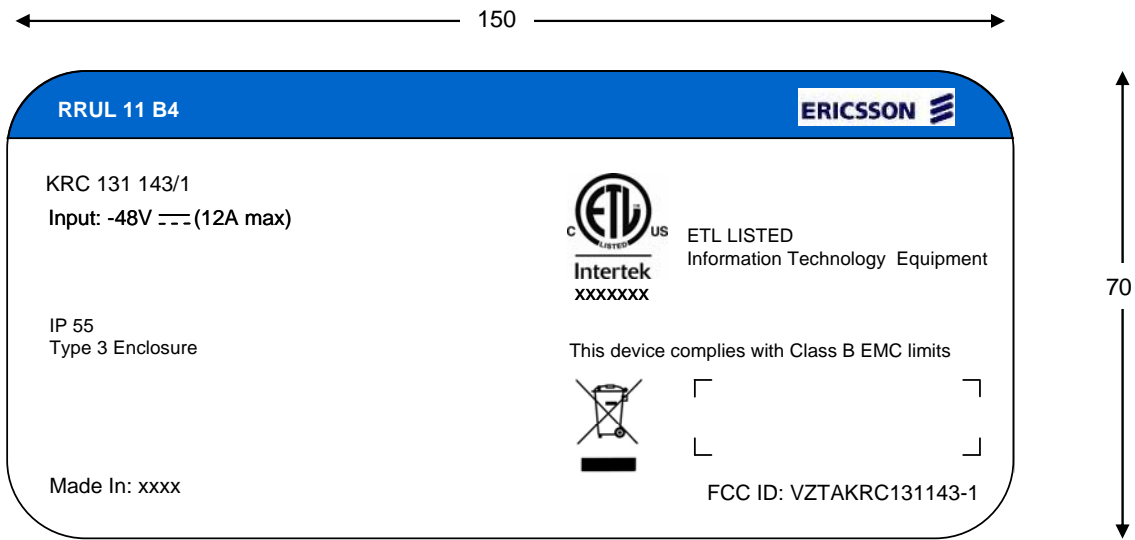 150
RRUL 11 B4
ERICSSON
KRC 131 143/1
Input: -48V (12A max)
ETL
C US
LISTED
Intertek
xxxxxxx
ETL LISTED
Information Technology Equipment
70
IP 55
Type 3 Enclosure
This device complies with Class B EMC limits
Made In: xxxx
FCC ID: VZTAKRC131143-1